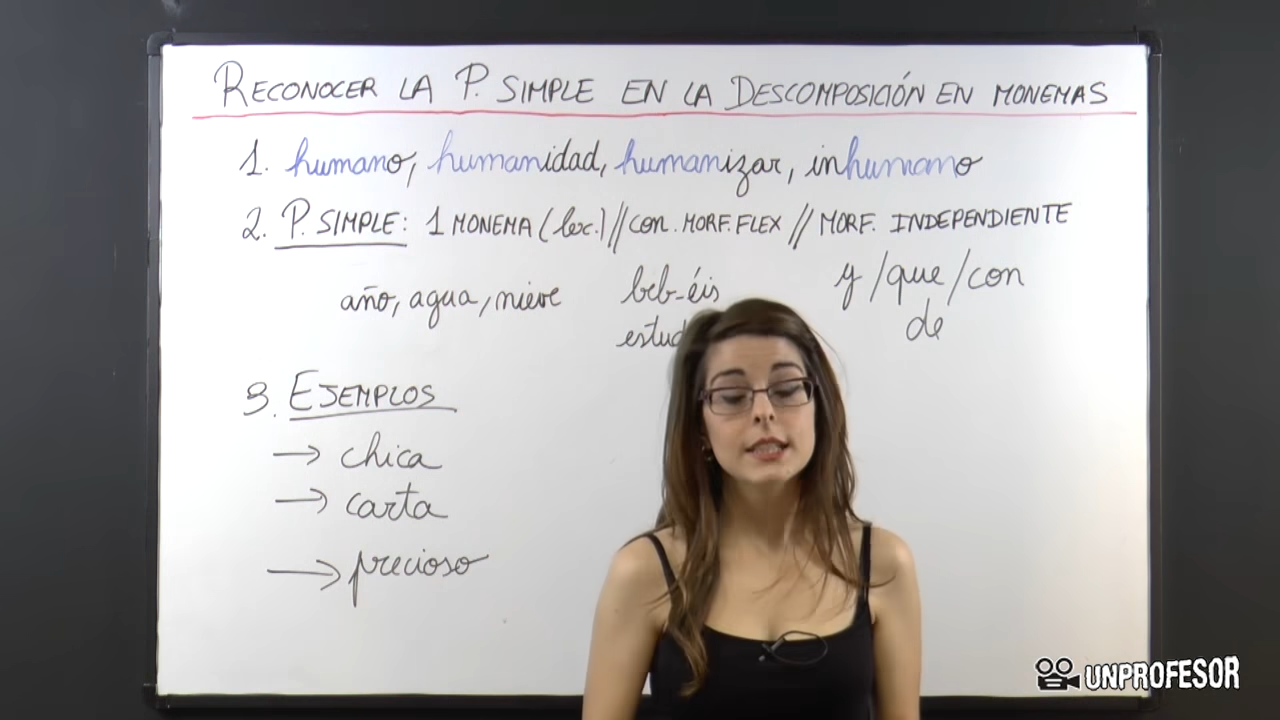 RECONOCER LA P. SIMPLE EN LA DESCOMPOSICIÓN EN MONEMAS
1. humano, humanidad, humanizar, inhumano
2. P. SIMPLE: 1 MONEMA (lex.) // con. MORF. FLEX // MORF. INDEPENDIENTE
año, agua, nieve beb-éis y / que / con
de
3. EJEMPLOS
→ chica
→ carta
→ precioso
UNPROFESOR